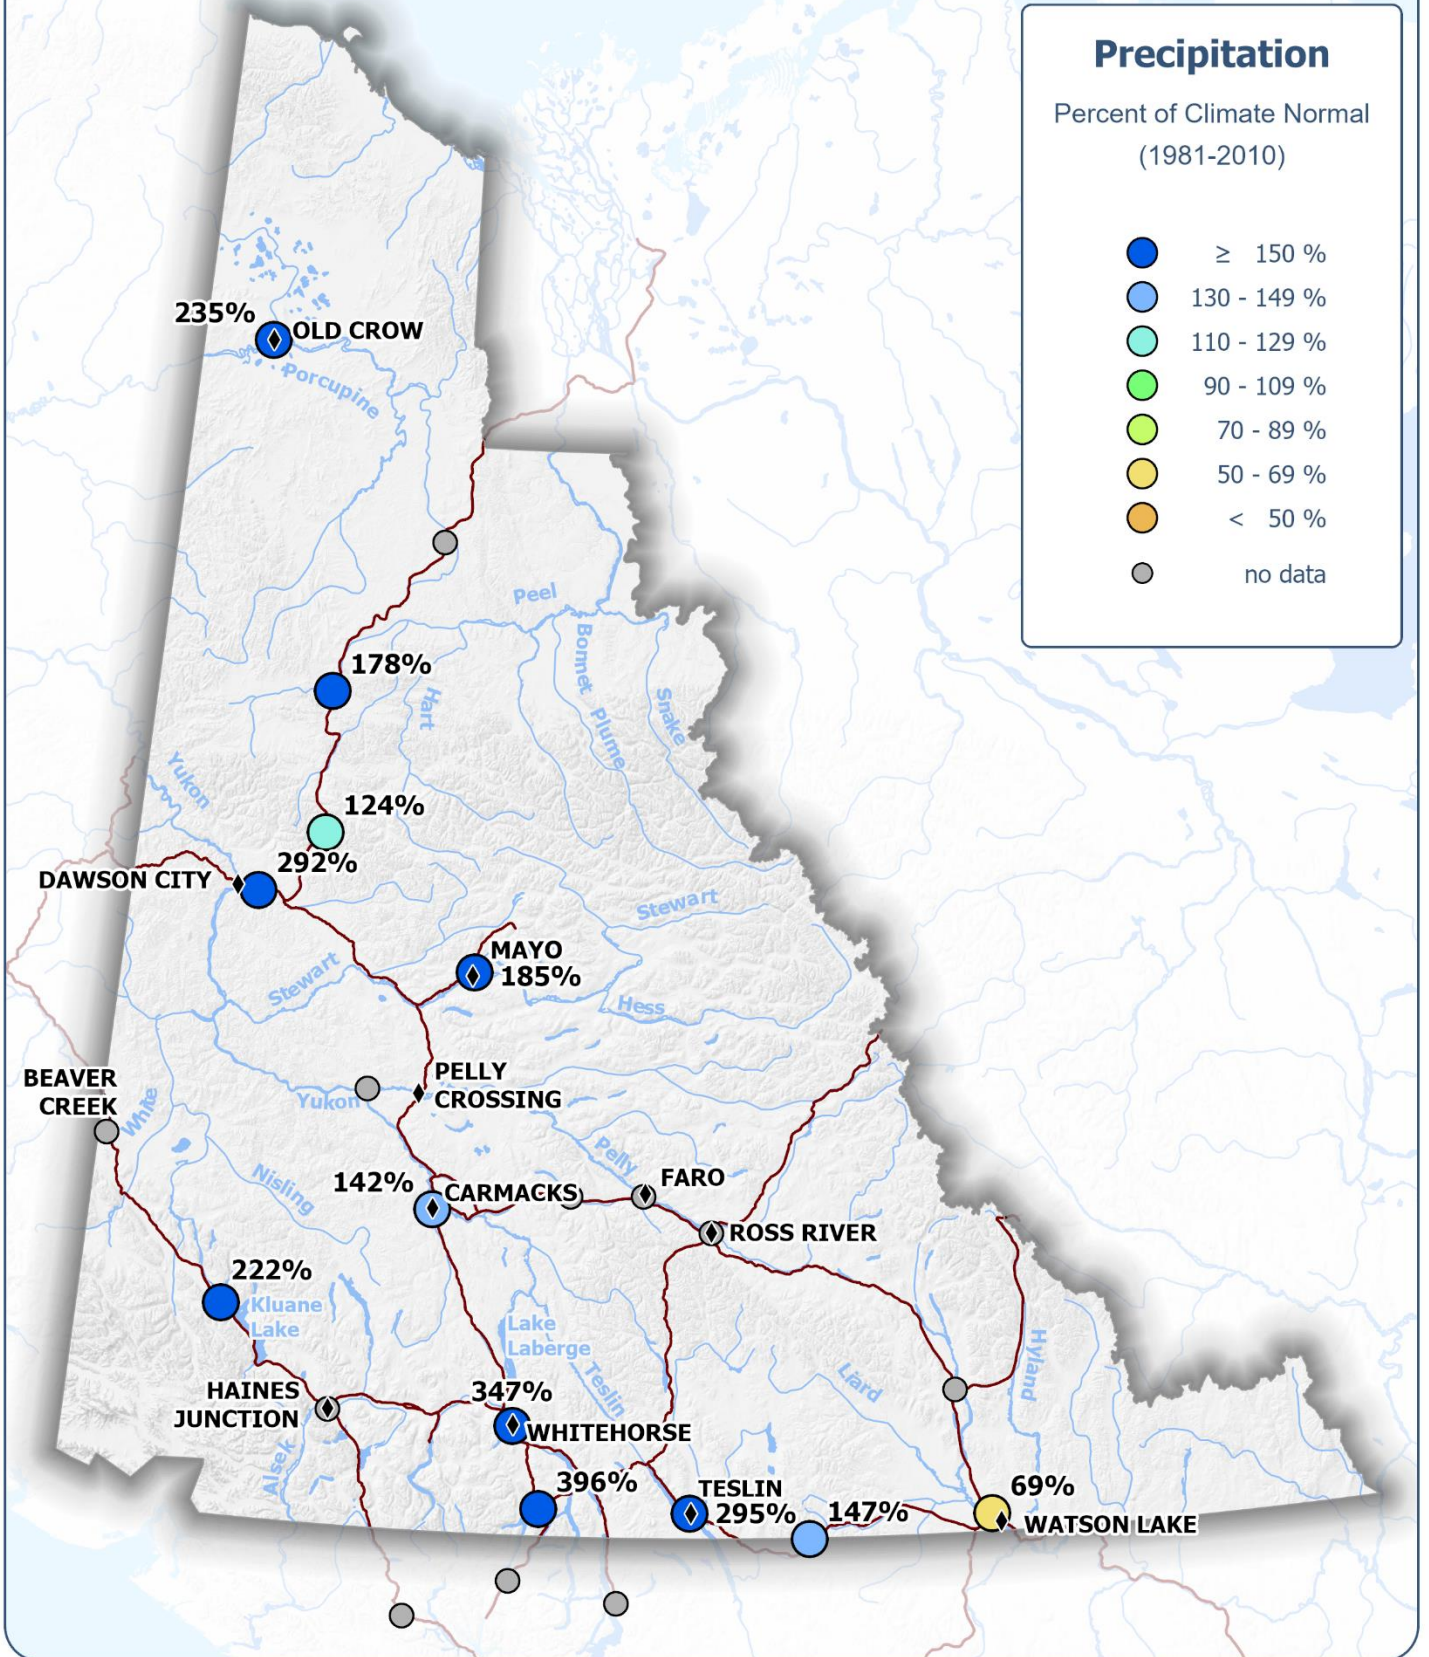 Precipitation
Percent of Climate Normal
(1981-2010)
≥ 150 %
130 - 149 %
110 - 129 %
90 - 109 %
70 - 89 %
50 - 69 %
< 50 %
no data
235%
OLD CROW
Porcupine
Peel
Bonnet Plume
Snake
178%
Hart
Yukon
124%
292%
DAWSON CITY
Stewart
MAYO
185%
Stewart
Hess
BEAVER
CREEK
White
PELLY
CROSSING
Yukon
Pelly
Nisling
142%
CARMACKS
FARO
ROSS RIVER
222%
Kluane
Lake
Lake
Laberge
Teslin
Liard
Hyland
HAINES
JUNCTION
Alsek
347%
WHITEHORSE
396%
TESLIN
295%
147%
69%
WATSON LAKE